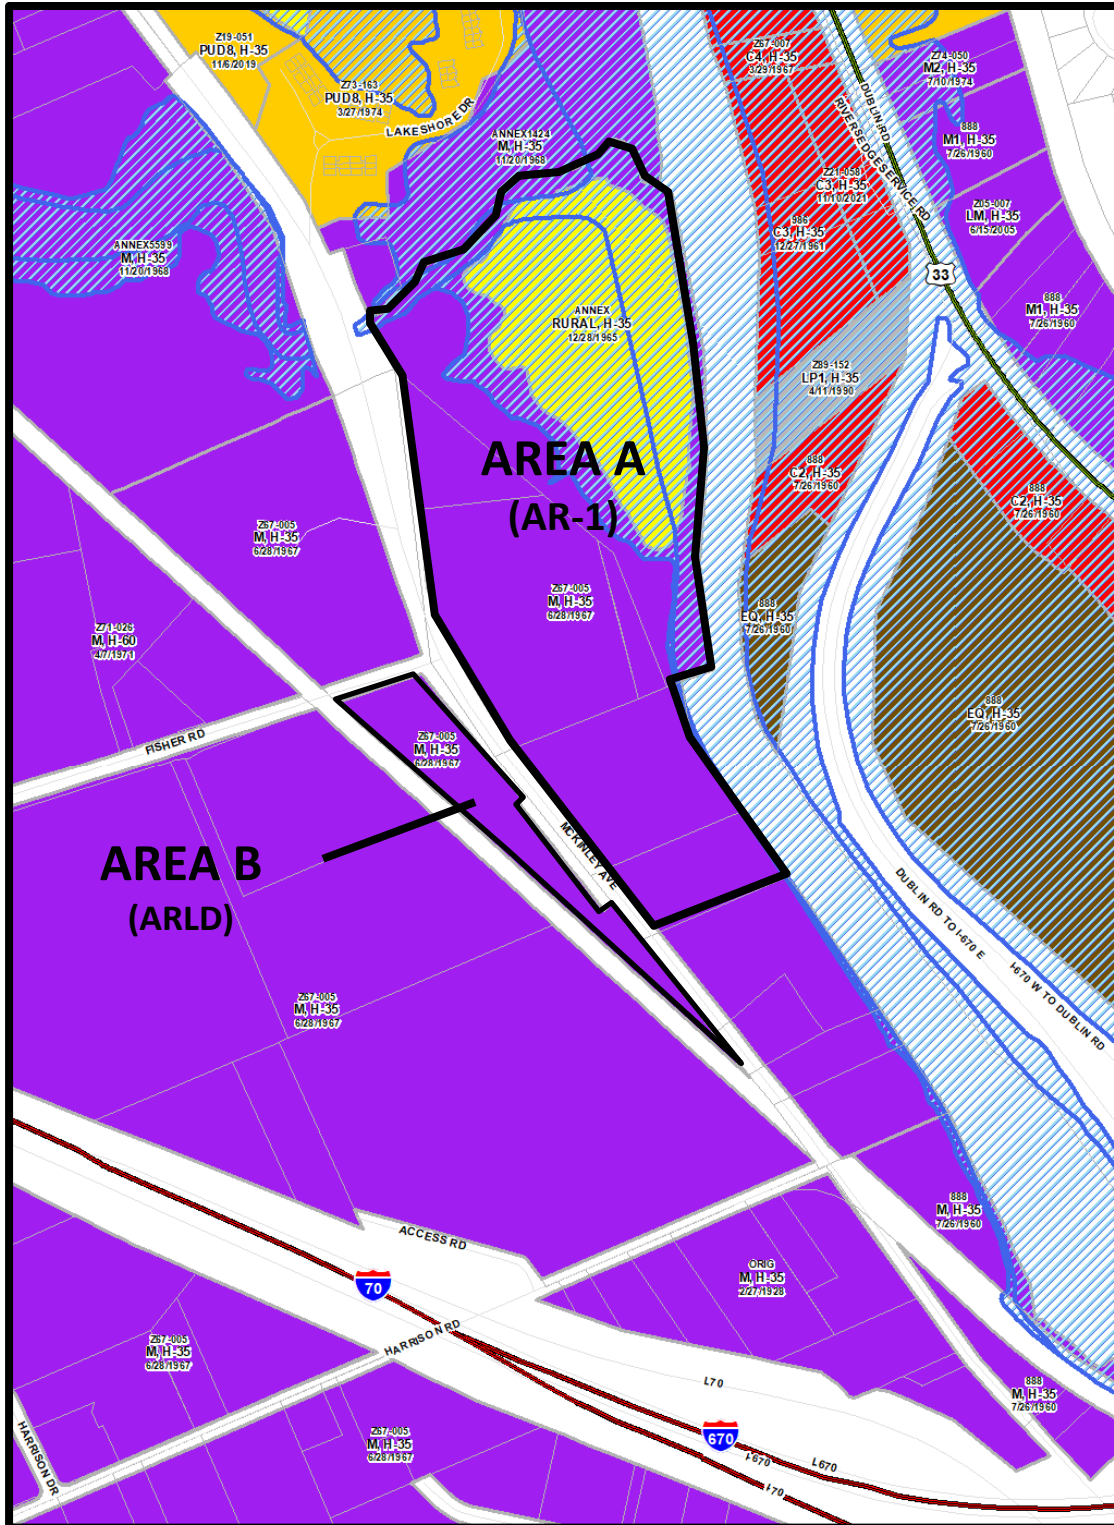 Z19-051
PUD8, H-35
11/6/2019
Z73-163
PUD8, H-35
3/27/1974
LAKESHORE DR
ANNEX1424
M, H-35
11/20/1968
Z67-007
C4, H-35
3/29/1967
DUBLIN RD
RIVERSEDGE SERVICE RD
Z74-050
M2, H-35
7/10/1974
888
M1, H-35
7/26/1960
Z21-058
C3, H-35
11/10/2021
Z05-007
LM, H-35
6/15/2005
986
C3, H-35
12/27/1961
ANNEX5599
M, H-35
11/20/1968
33
888
M1, H-35
7/26/1960
ANNEX
RURAL, H-35
12/28/1965
Z89-152
LP1, H-35
4/11/1990
AREA A
(AR-1)
888
C2, H-35
7/26/1960
888
C2, H-35
7/26/1960
Z67-005
M, H-35
6/28/1967
Z67-005
M, H-35
6/28/1967
888
EQ, H-35
7/26/1960
Z71-026
M, H-60
4/7/1971
888
EQ, H-35
7/26/1960
FISHER RD
Z67-005
M, H-35
6/28/1967
MCKINLEY AVE
AREA B
(ARLD)
DUBLIN RD TO I-670 E
I-670 W TO DUBLIN RD
Z67-005
M, H-35
6/28/1967
888
M, H-35
7/26/1960
ACCESS RD
ORIG
M, H-35
2/27/1928
70
HARRISON RD
Z67-005
M, H-35
6/28/1967
I-70
888
M, H-35
7/26/1960
HARRISON DR
Z67-005
M, H-35
6/28/1967
670
I-670
I-670
I-70